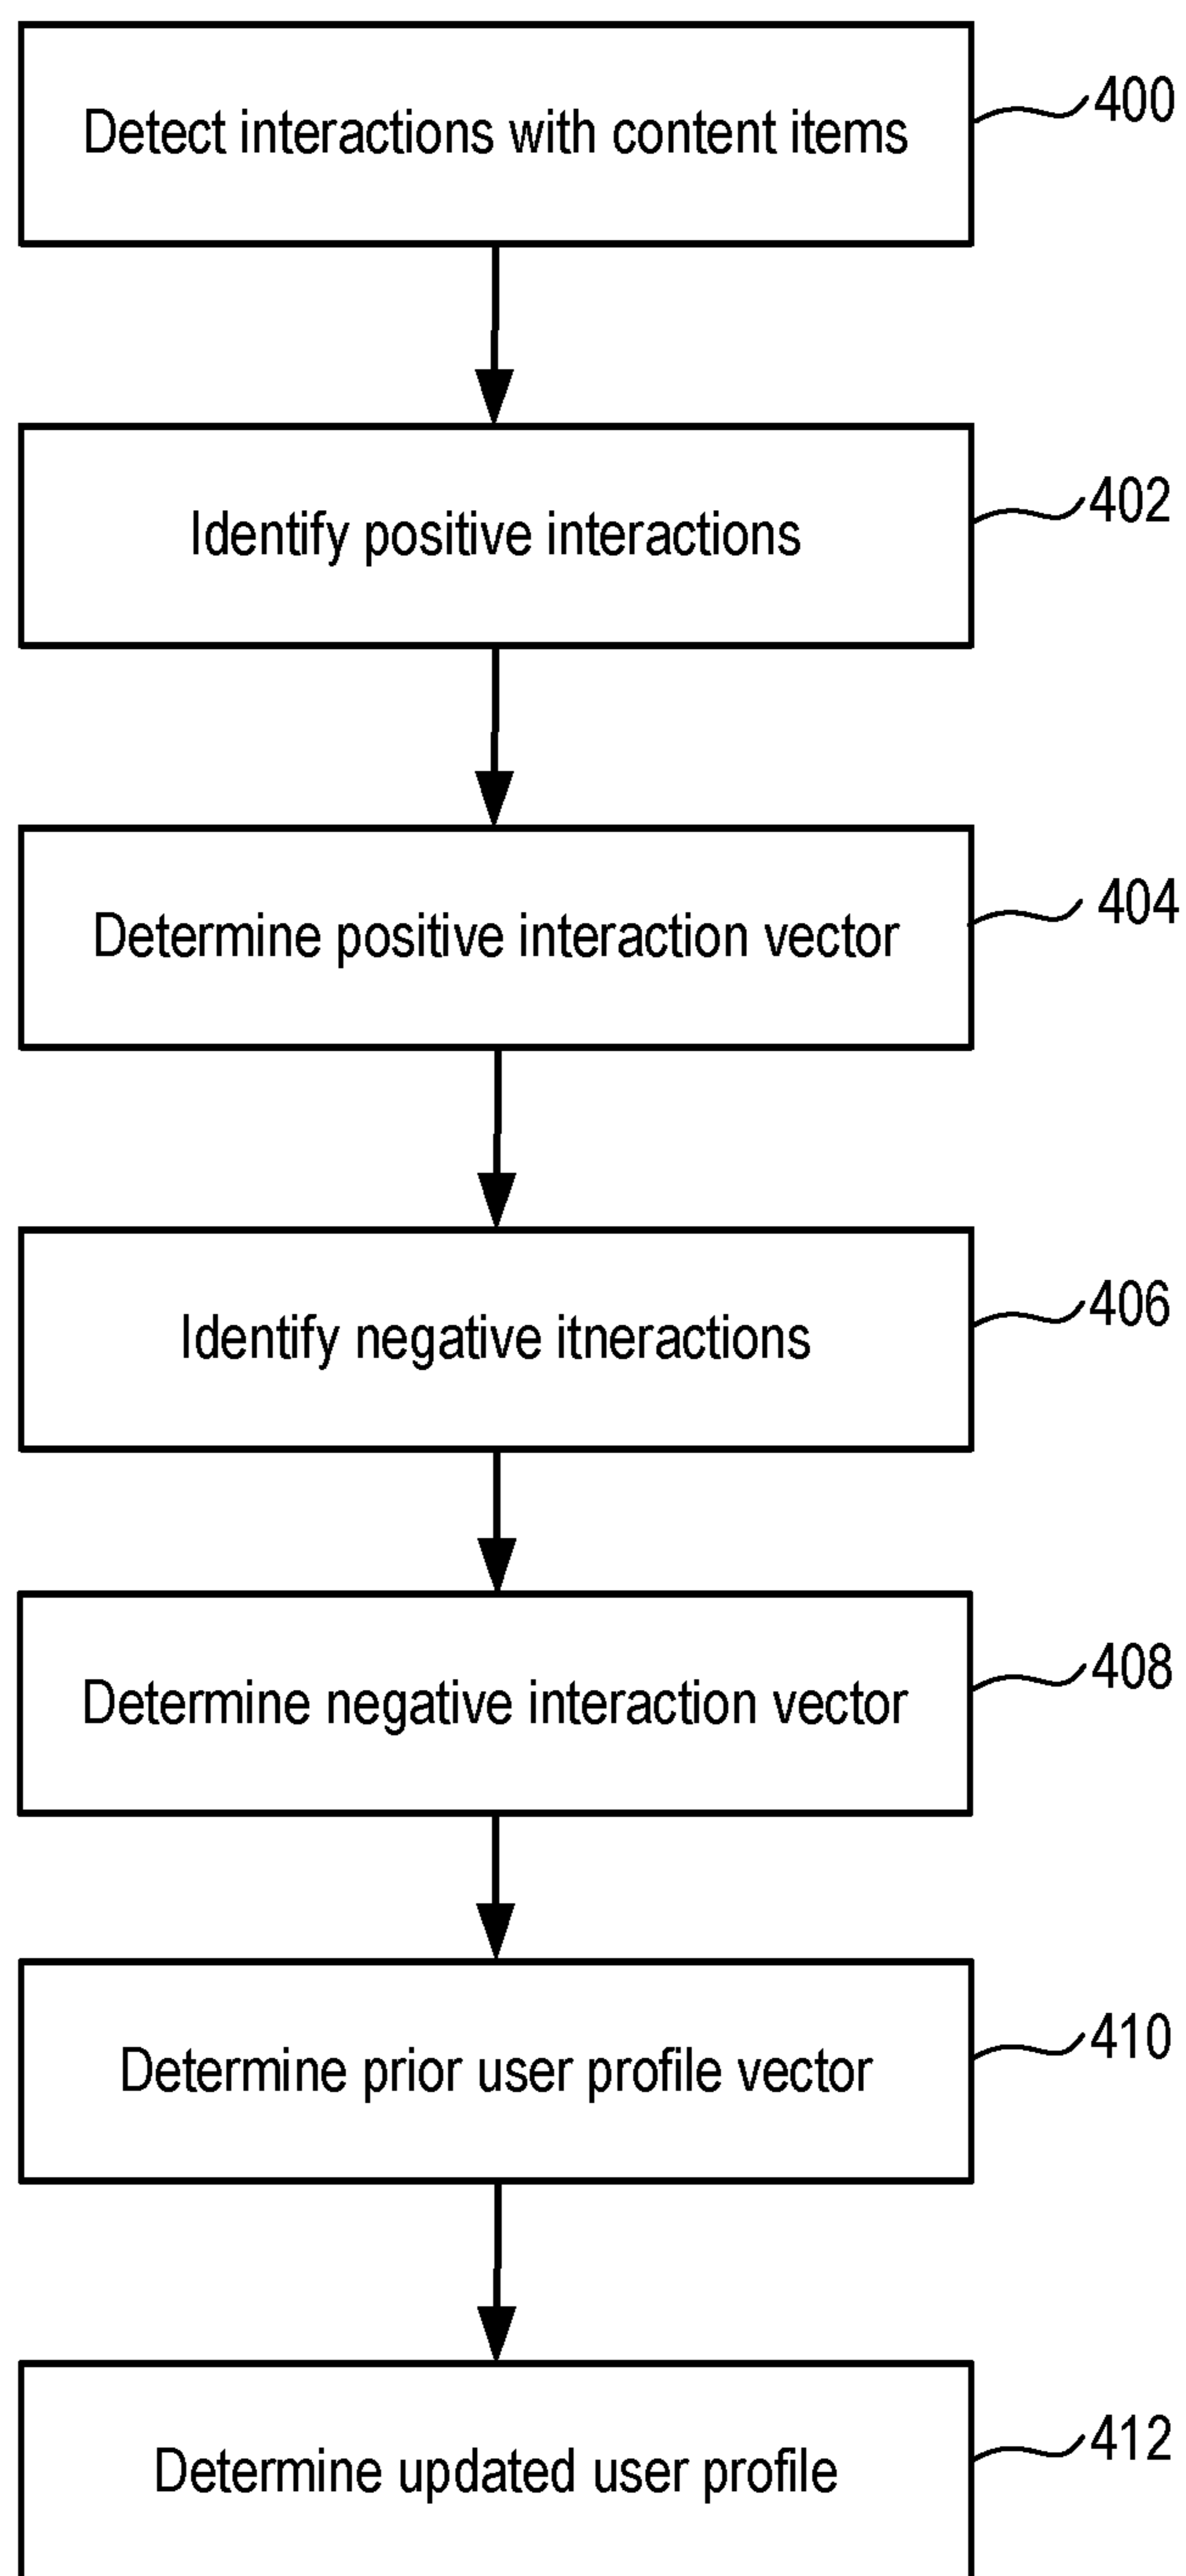 Detect interactions with content items
400
Identify positive interactions
402
Determine positive interaction vector
404
Identify negative itneractions
406
Determine negative interaction vector
408
Determine prior user profile vector
410
Determine updated user profile
412